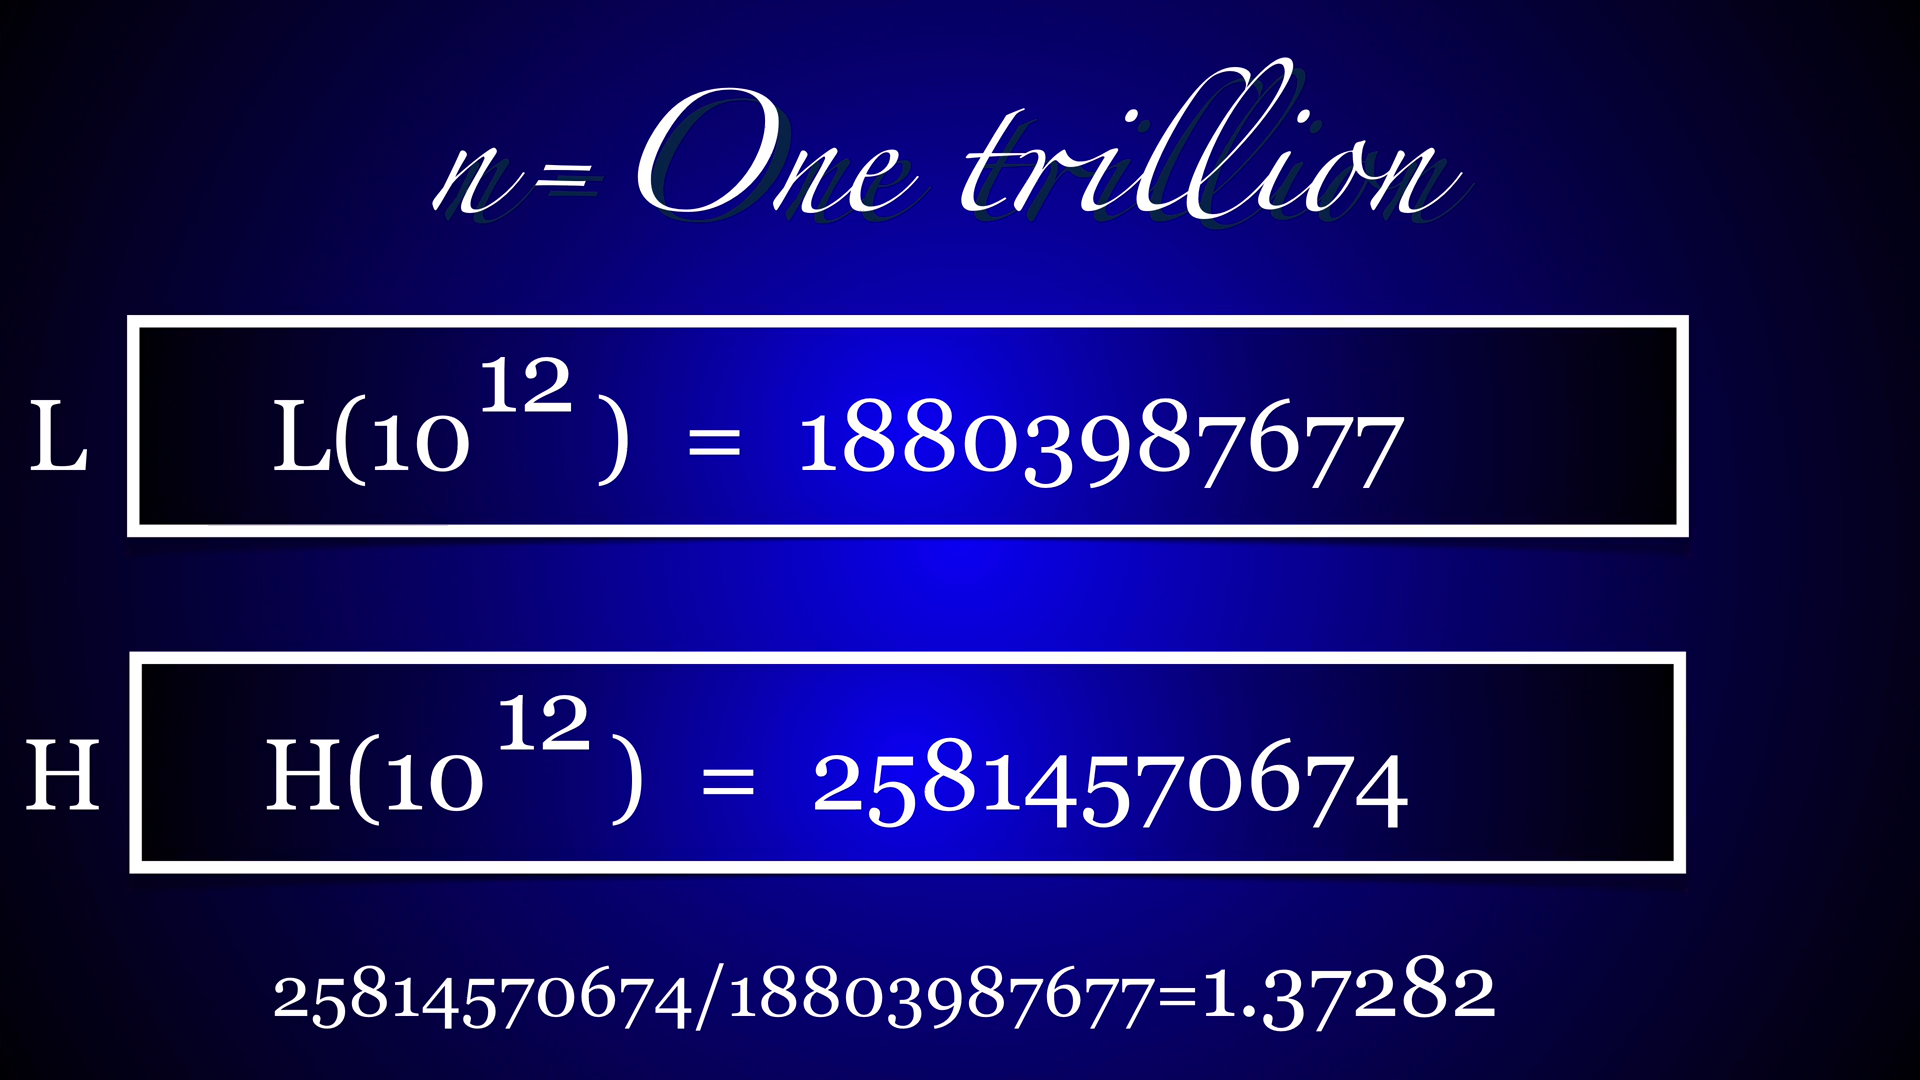 n = One trillion
L
L(10^12) = 18803987677
H
H(10^12) = 25814570674
25814570674/18803987677=1.37282